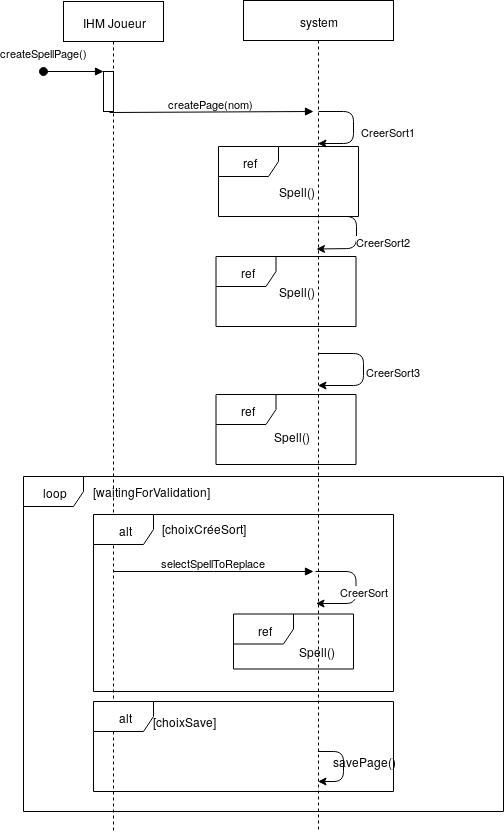 IHM Joueur
system
createSpellPage()
createPage(nom)
CreerSort1
ref
Spell()
CreerSort2
ref
Spell()
CreerSort3
ref
Spell()
loop
[waitingForValidation]
alt
[choixCréeSort]
selectSpellToReplace
CreerSort
ref
Spell()
alt
[choixSave]
savePage()